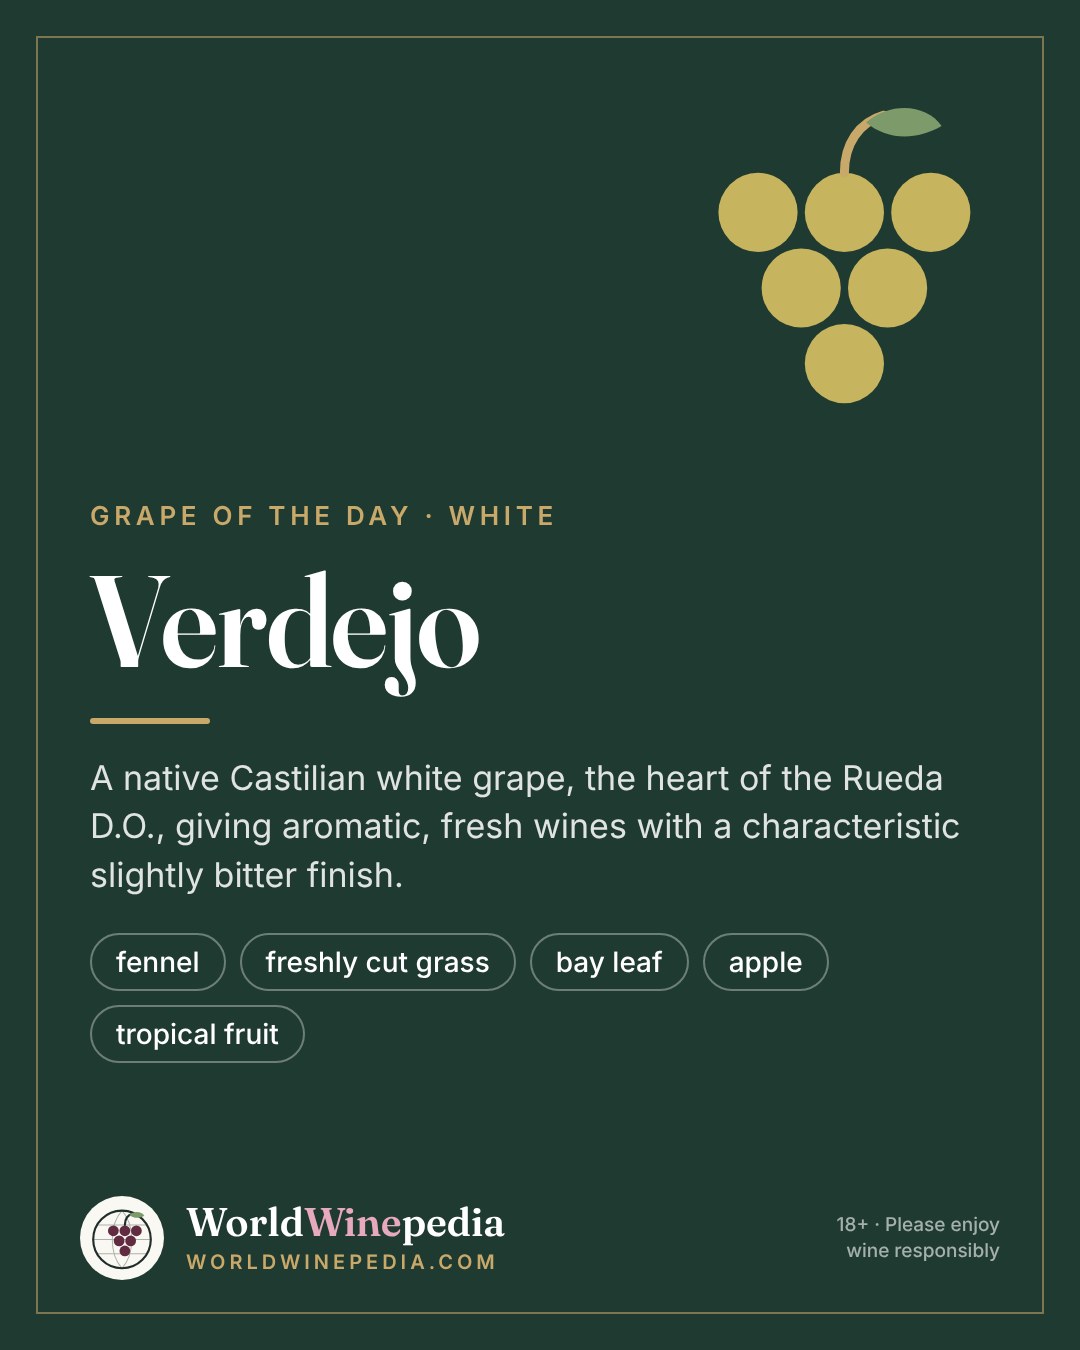 GRAPE OF THE DAY · WHITE
Verdejo
A native Castilian white grape, the heart of the Rueda
D.O., giving aromatic, fresh wines with a characteristic
slightly bitter finish.
fennel freshly cut grass bay leaf apple
tropical fruit
WorldWinepedia
WORLDWINEPEDIA.COM
18+ · Please enjoy
wine responsibly